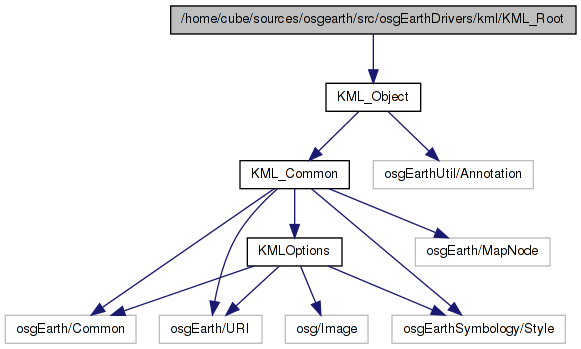 /home/cube/sources/osgearth/src/osgEarthDrivers/kml/KML_Root
KML_Object
KML_Common
osgEarthUtil/Annotation
KMLOptions
osgEarth/MapNode
osgEarth/Common
osgEarth/URI
osg/Image
osgEarthSymbology/Style